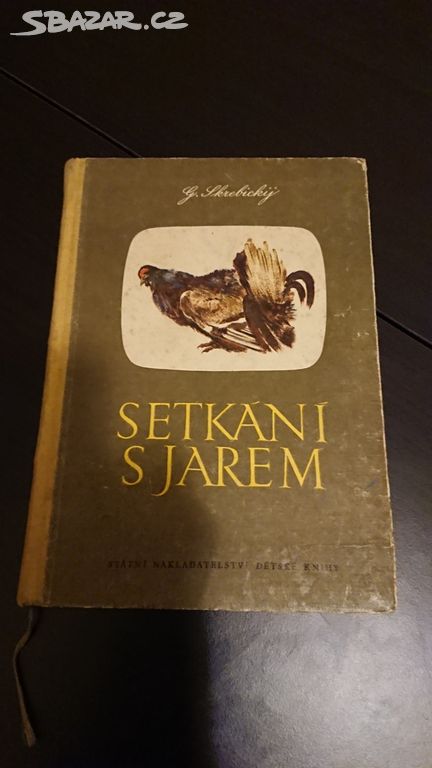 SBAZAR.CZ
G. Skrebickij
SETKÁNÍ
S JAREM
STÁTNÍ NAKLADATELSTVÍ DĚTSKÉ KNIHY